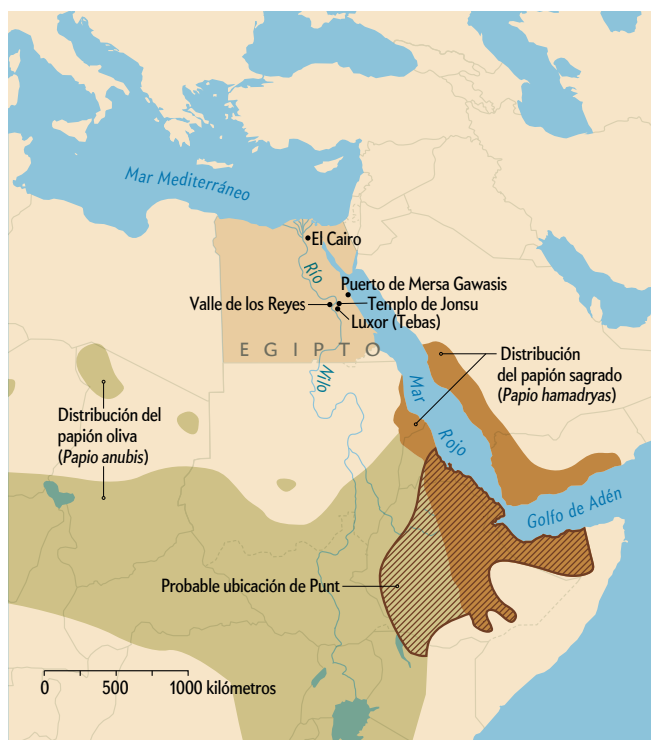 Mar Mediterráneo
El Cairo
Río
Puerto de Mersa Gawasis
Valle de los Reyes
Templo de Jonsu
Luxor (Tebas)
EGIPTO
Nilo
Mar
Rojo
Distribución
del papión sagrado
(Papio hamadryas)
Distribución del
papión oliva
(Papio anubis)
Golfo de Adén
Probable ubicación de Punt
0 500 1000 kilómetros